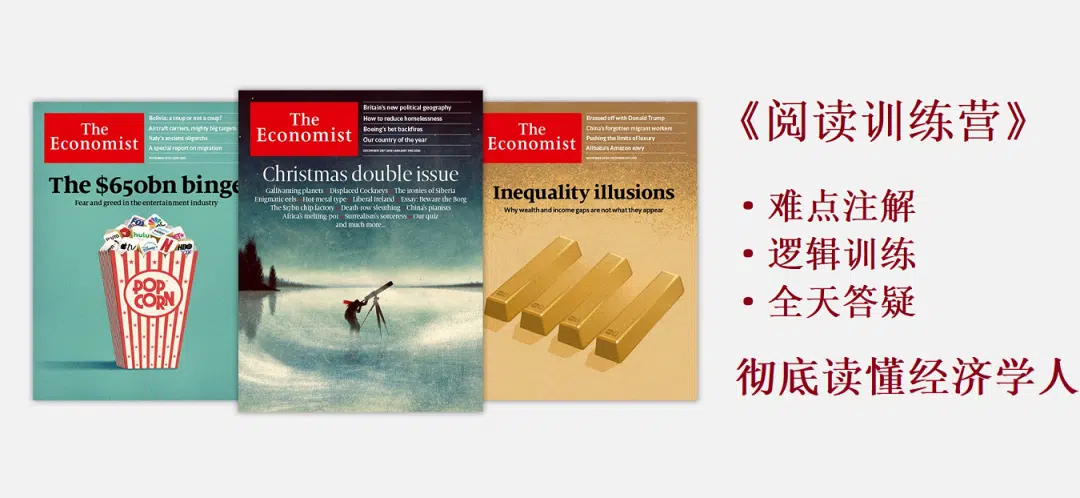 The
Economist
Bolivia: a coup or not a coup?
Aircraft carriers, mighty big targets
Italy's ancient oligarchs
A special report on migration
The $650bn binge
Fear and greed in the entertainment industry
hulu
tv
Disney
N
HBO
POP
CORN
The
Economist
Britain's new political geography
How to reduce homelessness
Boeing's bet backfires
Our country of the year
Christmas double issue
Gallivanting planets Displaced Cockneys The ironies of Siberia
Enigmatic eels Hot metal type Liberal Ireland Essay: Beware the Borg
The $15bn chip factory Death-row sleuthing China's pianists
Africa's melting-pot Surrealism's sorceress Our quiz
and much more...
The
Economist
Erassed off with Donald Trump
China's forgotten migrant workers
Pushing the limits of luxury
Alibaba's Amazon envy
Inequality illusions
Why wealth and income gaps are not what they appear
《阅读训练营》
• 难点注解
• 逻辑训练
• 全天答疑
彻底读懂经济学人